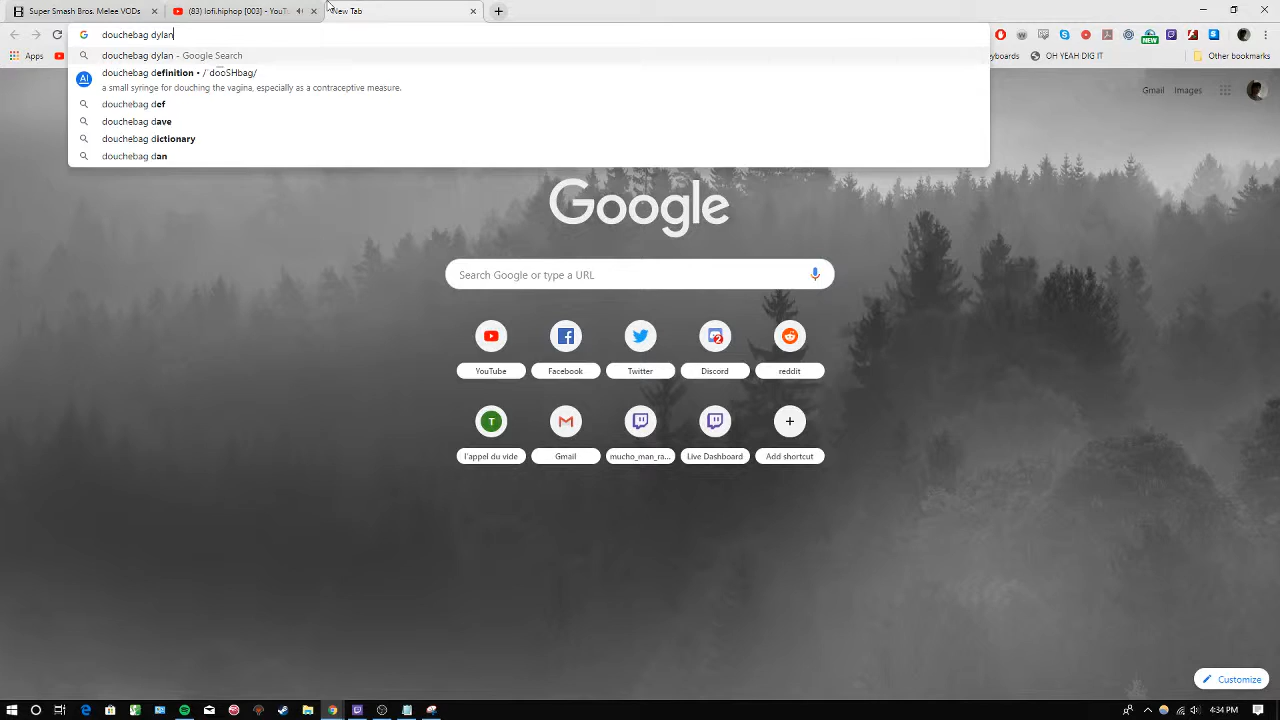 Super Smash Bros. Melee VODs
(83) lofi.hiphop [003] - YouTu
New Tab
douchebag dylan
douchebag dylan - Google Search
douchebag definition • /ˈdooSHbag/
a small syringe for douching the vagina, especially as a contraceptive measure.
douchebag def
douchebag dave
douchebag dictionary
douchebag dan
Apps
eyboards
OH YEAH DIG IT
Other bookmarks
NEW
Gmail Images
Google
Search Google or type a URL
YouTube Facebook Twitter Discord reddit
T
l'appel du vide Gmail mucho_man_ra... Live Dashboard Add shortcut
Customize
4:34 PM